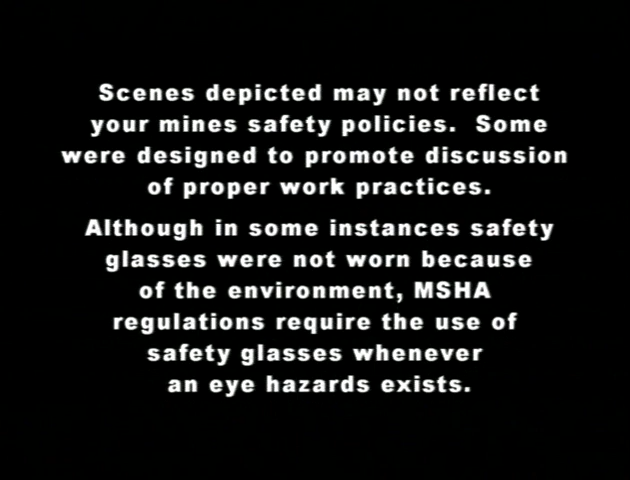 Scenes depicted may not reflect
your mines safety policies.  Some
were designed to promote discussion
of proper work practices.
Although in some instances safety
glasses were not worn because
of the environment, MSHA
regulations require the use of
safety glasses whenever
an eye hazards exists.